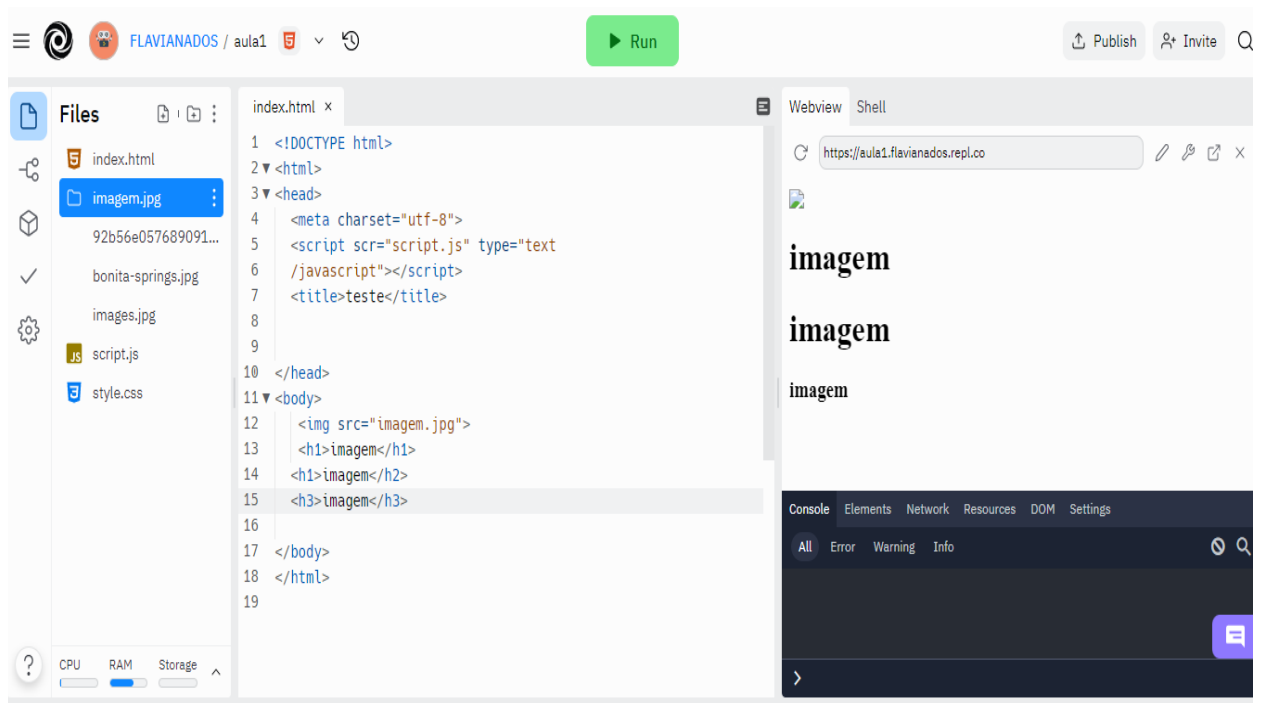 FLAVIANADOS / aula1
Run
Publish
Invite
Files
index.html
imagem.jpg
92b56e057689091...
bonita-springs.jpg
images.jpg
script.js
style.css
CPU RAM Storage
index.html ×
1 <!DOCTYPE html>
2 <html>
3 <head>
4 <meta charset="utf-8">
5 <script scr="script.js" type="text
6 /javascript"></script>
7 <title>teste</title>
8
9
10 </head>
11 <body>
12 <img src="imagem.jpg">
13 <h1>imagem</h1>
14 <h1>imagem</h2>
15 <h3>imagem</h3>
16
17 </body>
18 </html>
19
Webview Shell
https://aula1.flavianados.repl.co
imagem
imagem
imagem
Console Elements Network Resources DOM Settings
All Error Warning Info